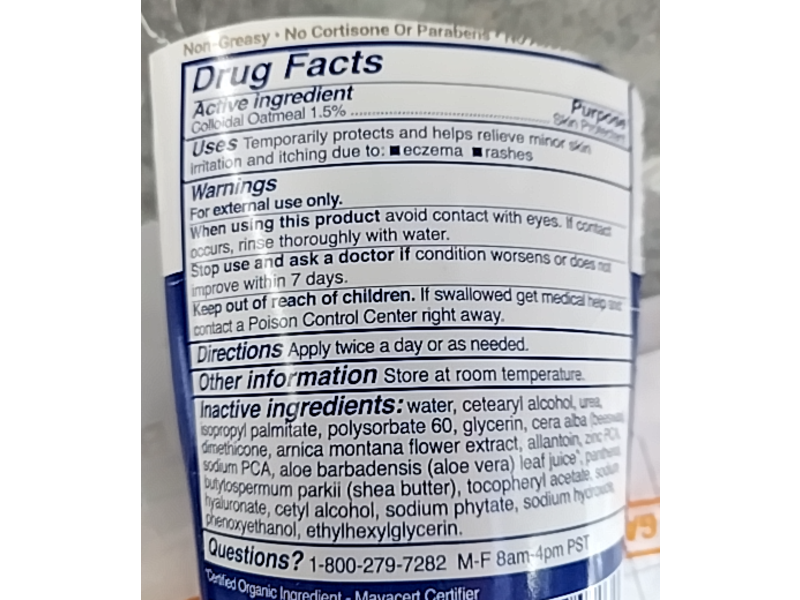 Non-Greasy • No Cortisone Or Parabens • No
Drug Facts
Active ingredient Purpose
Colloidal Oatmeal 1.5% ........................................ Skin Protectant
Uses Temporarily protects and helps relieve minor skin
irritation and itching due to: ■ eczema ■ rashes
Warnings
For external use only.
When using this product avoid contact with eyes. If contact
occurs, rinse thoroughly with water.
Stop use and ask a doctor if condition worsens or does not
improve within 7 days.
Keep out of reach of children. If swallowed get medical help and
contact a Poison Control Center right away.
Directions Apply twice a day or as needed.
Other information Store at room temperature.
Inactive ingredients: water, cetearyl alcohol, urea,
isopropyl palmitate, polysorbate 60, glycerin, cera alba (beeswax),
dimethicone, arnica montana flower extract, allantoin, zinc PCA,
sodium PCA, aloe barbadensis (aloe vera) leaf juice*, panthenol,
butylospermum parkii (shea butter), tocopheryl acetate, sodium
hyaluronate, cetyl alcohol, sodium phytate, sodium hydroxide,
phenoxyethanol, ethylhexylglycerin.
Questions? 1-800-279-7282 M-F 8am-4pm PST
*Certified Organic Ingredient - Mayacert Certifier